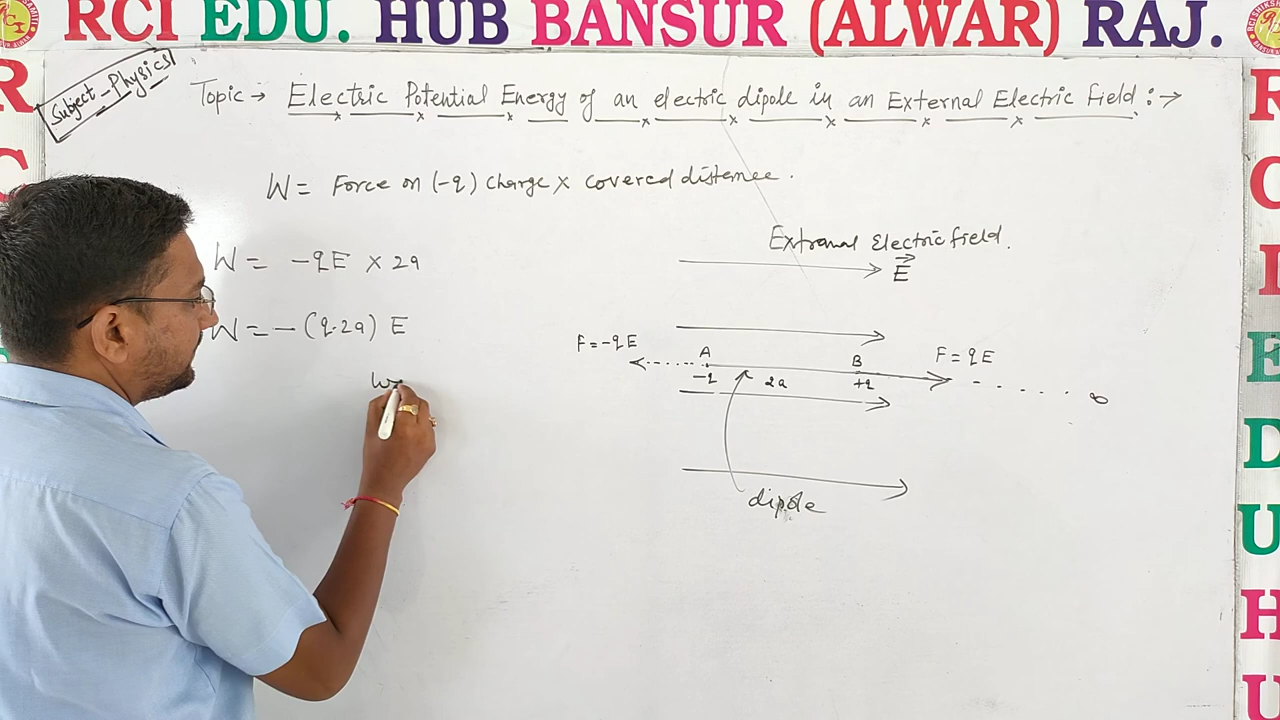 RCI EDU. HUB BANSUR (ALWAR) RAJ.
Subject - Physics
Topic → Electric Potential Energy of an electric dipole in an External Electric field :→
W = Force on (-q) charge × covered distance.
Extrenal Electric field.
W = -qE × 2a
E
W = -(q·2a) E
F = -qE
A
B
F = qE
-q
2a
+q
∞
dipole
R
C
R
C
I
E
D
U
H
U